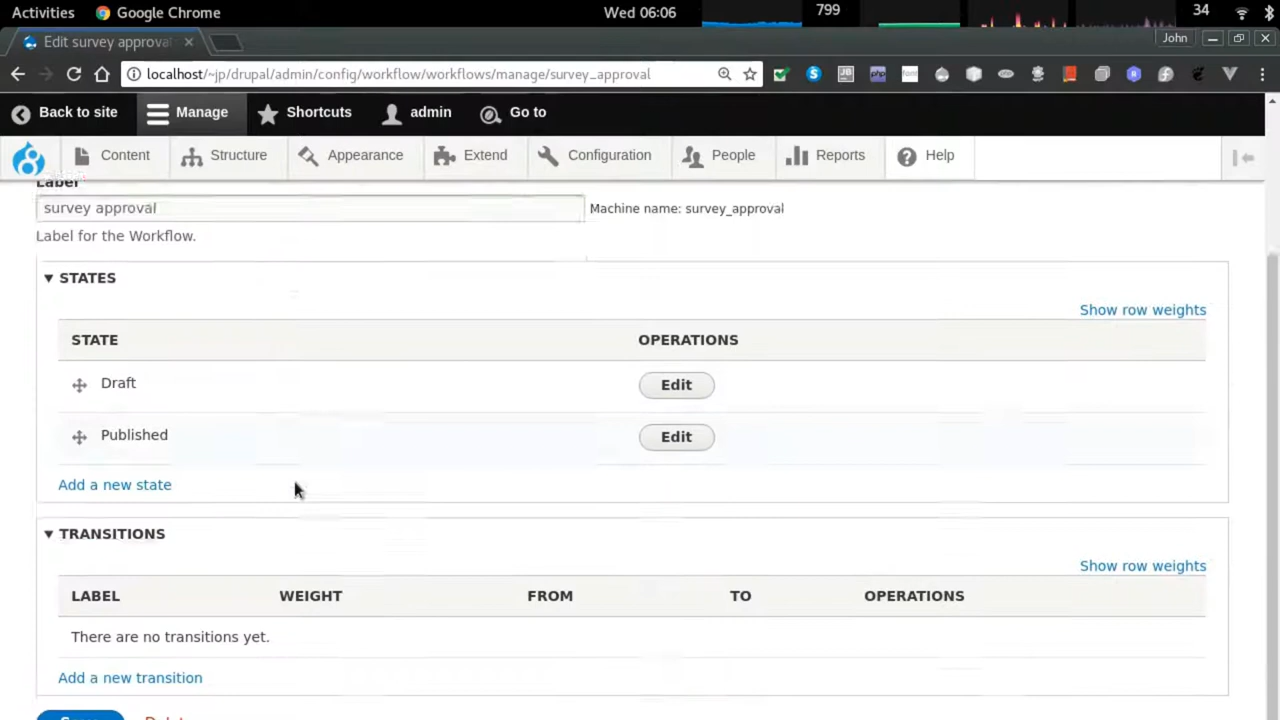 Activities Google Chrome Wed 06:06 799 34
Edit survey approval John
localhost/~jp/drupal/admin/config/workflow/workflows/manage/survey_approval
Back to site Manage Shortcuts admin Go to
Content Structure Appearance Extend Configuration People Reports Help
Label
survey approval Machine name: survey_approval
Label for the Workflow.
STATES
Show row weights
STATE OPERATIONS
Draft Edit
Published Edit
Add a new state
TRANSITIONS
Show row weights
LABEL WEIGHT FROM TO OPERATIONS
There are no transitions yet.
Add a new transition